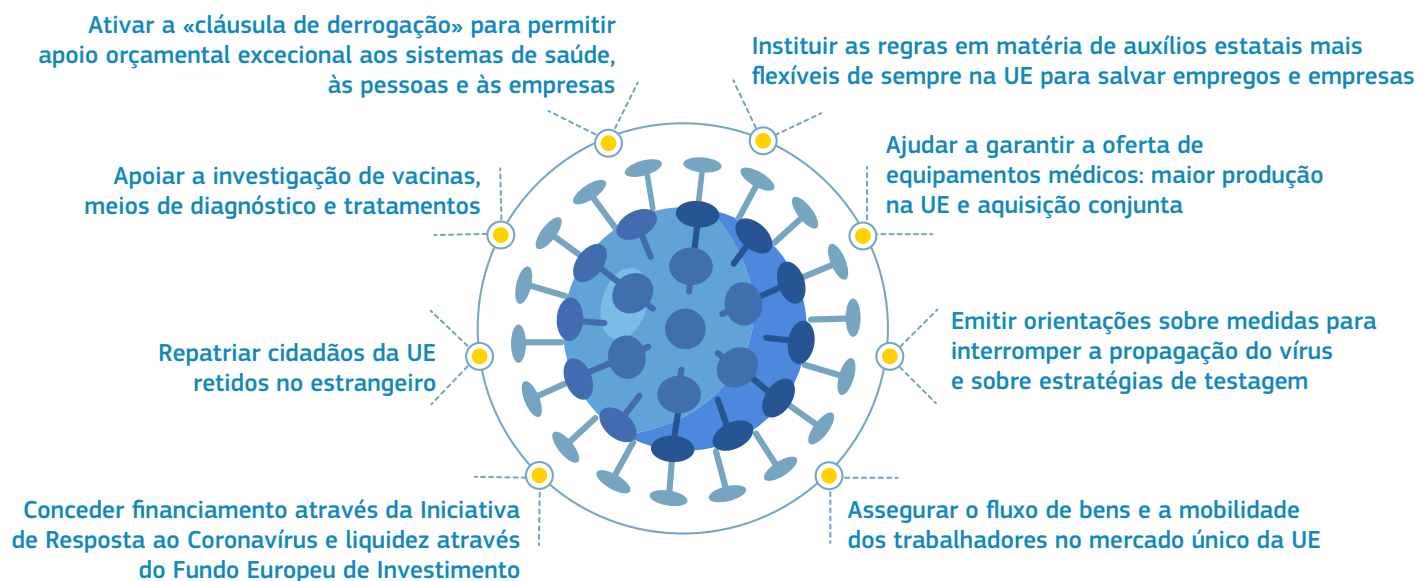 Ativar a «cláusula de derrogação» para permitir
apoio orçamental excecional aos sistemas de saúde,
às pessoas e às empresas
Instituir as regras em matéria de auxílios estatais mais
flexíveis de sempre na UE para salvar empregos e empresas
Apoiar a investigação de vacinas,
meios de diagnóstico e tratamentos
Ajudar a garantir a oferta de
equipamentos médicos: maior produção
na UE e aquisição conjunta
Repatriar cidadãos da UE
retidos no estrangeiro
Emitir orientações sobre medidas para
interromper a propagação do vírus
e sobre estratégias de testagem
Conceder financiamento através da Iniciativa
de Resposta ao Coronavírus e liquidez através
do Fundo Europeu de Investimento
Assegurar o fluxo de bens e a mobilidade
dos trabalhadores no mercado único da UE